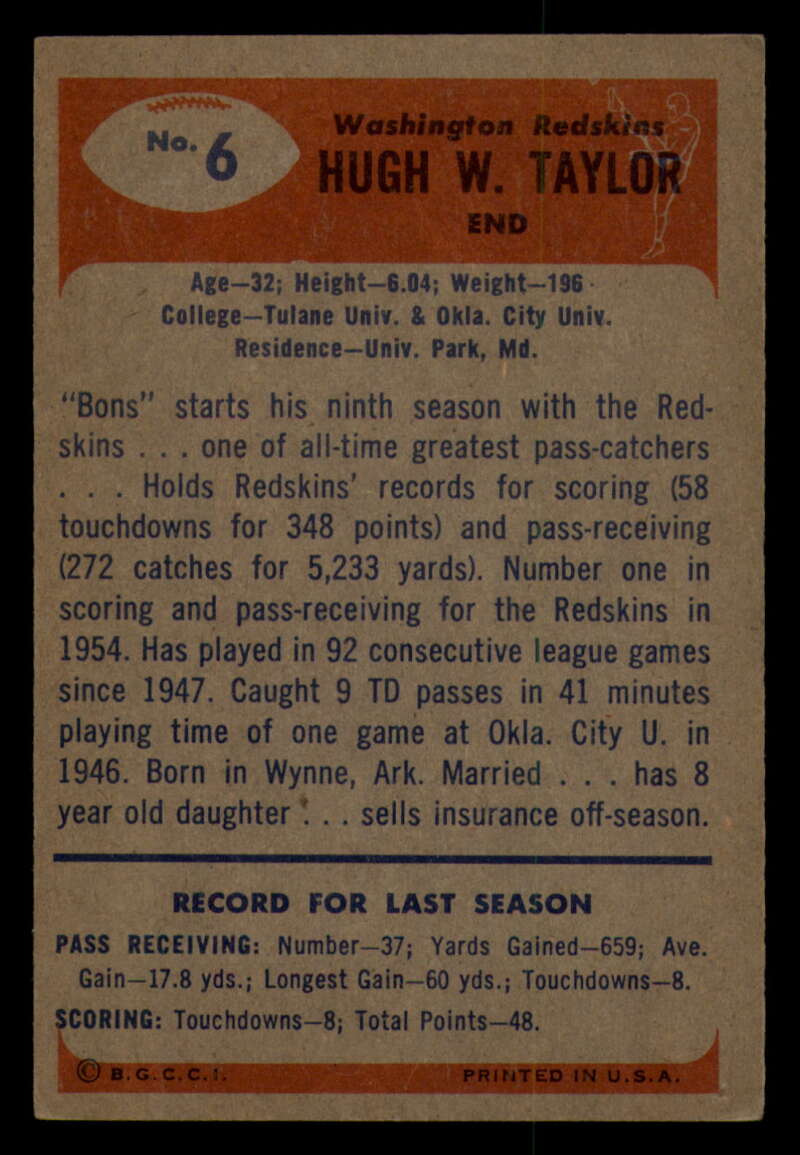 No. 6
Washington Redskins
HUGH W. TAYLOR
END
Age—32; Height—6.04; Weight—196
College—Tulane Univ. & Okla. City Univ.
Residence—Univ. Park, Md.
"Bons" starts his ninth season with the Red-
skins . . . one of all-time greatest pass-catchers
. . . Holds Redskins' records for scoring (58
touchdowns for 348 points) and pass-receiving
(272 catches for 5,233 yards). Number one in
scoring and pass-receiving for the Redskins in
1954. Has played in 92 consecutive league games
since 1947. Caught 9 TD passes in 41 minutes
playing time of one game at Okla. City U. in
1946. Born in Wynne, Ark. Married . . . has 8
year old daughter . . . sells insurance off-season.
RECORD FOR LAST SEASON
PASS RECEIVING: Number—37; Yards Gained—659; Ave.
Gain—17.8 yds.; Longest Gain—60 yds.; Touchdowns—8.
SCORING: Touchdowns—8; Total Points—48.
© B.G.C.C.I. PRINTED IN U.S.A.